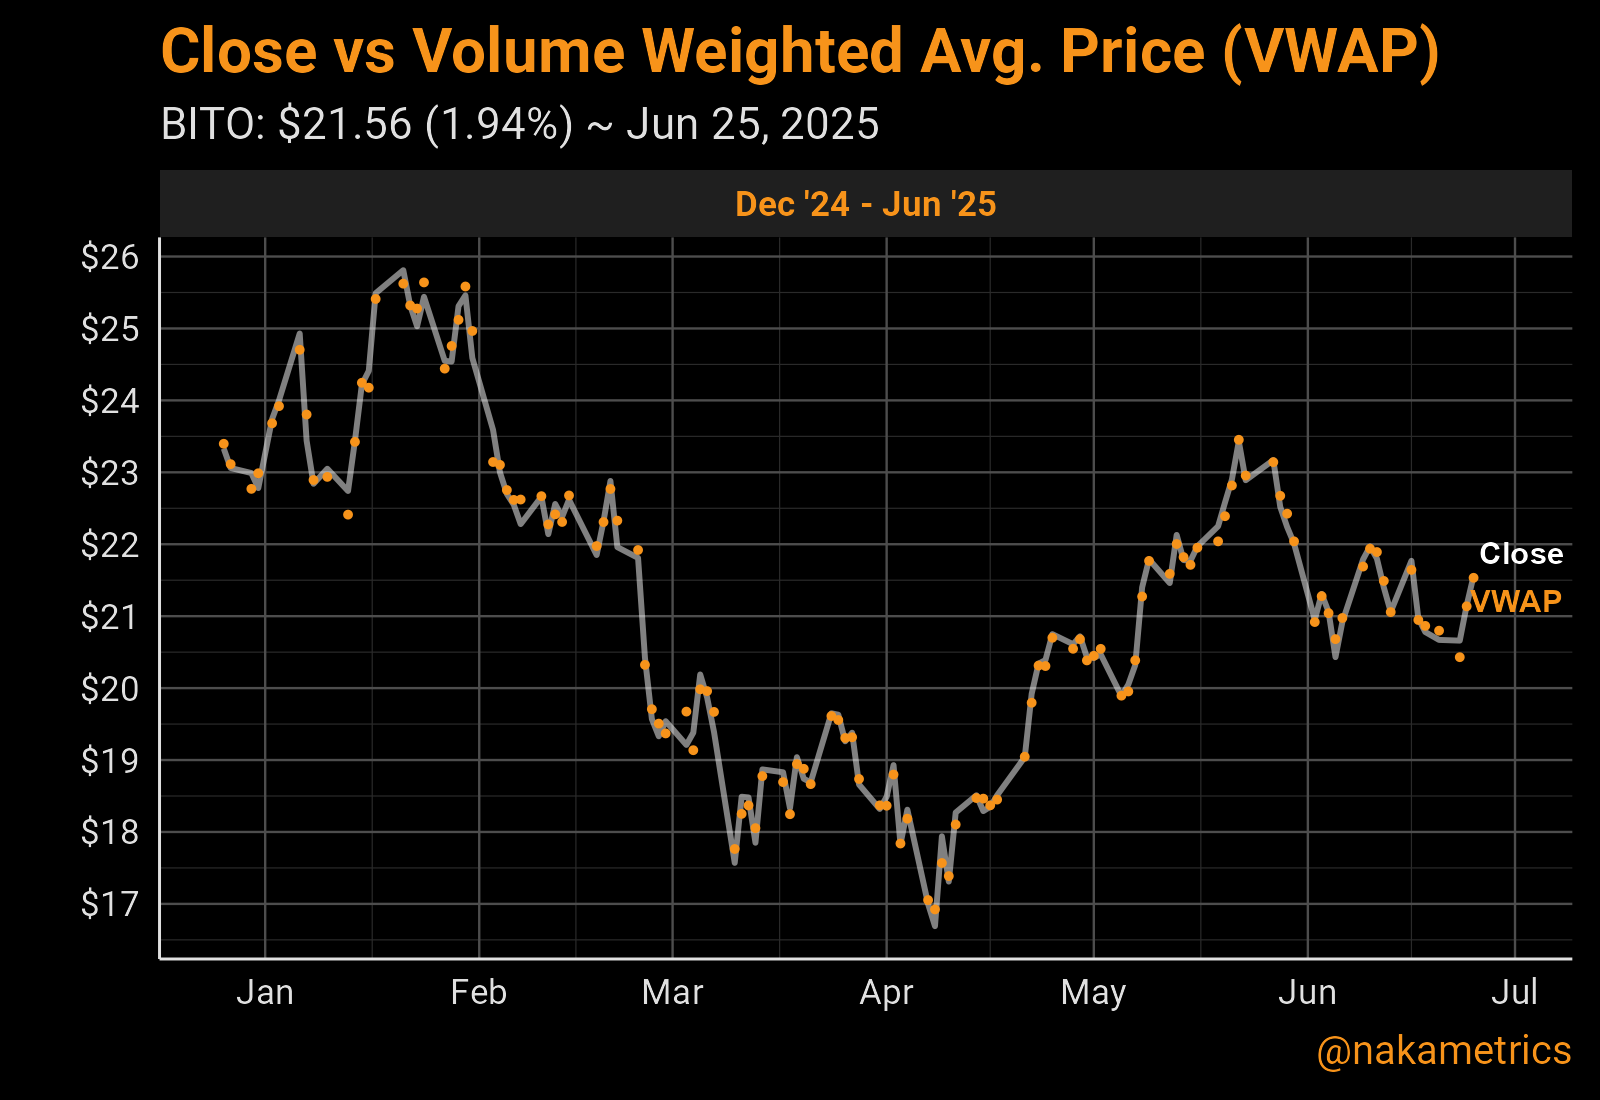 Close vs Volume Weighted Avg. Price (VWAP)
BITO: $21.56 (1.94%) ~ Jun 25, 2025
Dec '24 - Jun '25
$26
$25
$24
$23
$22
$21
$20
$19
$18
$17
Close
VWAP
Jan Feb Mar Apr May Jun Jul
@nakametrics